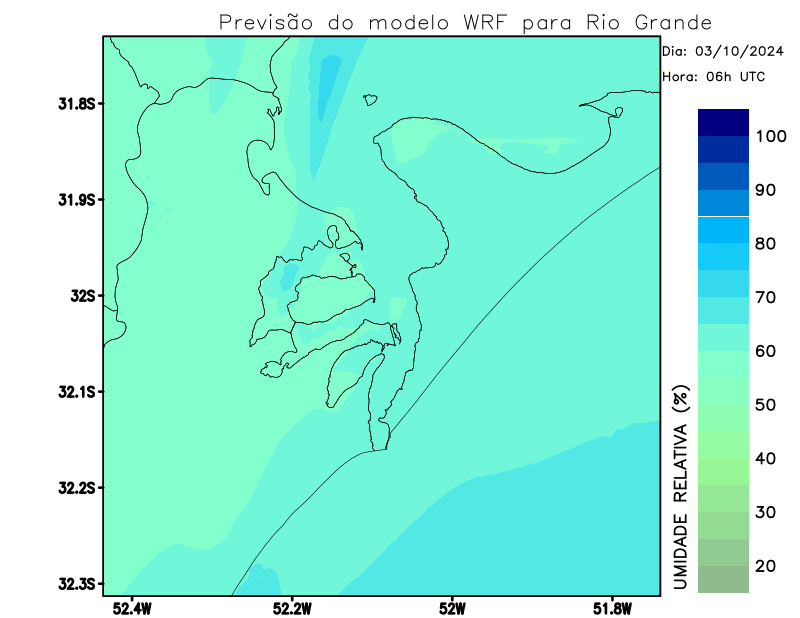 Previsão do modelo WRF para Rio Grande
Dia: 03/10/2024
Hora: 06h UTC
31.8S
31.9S
32S
32.1S
32.2S
32.3S
52.4W
52.2W
52W
51.8W
100
90
80
70
60
50
40
30
20
UMIDADE RELATIVA (%)